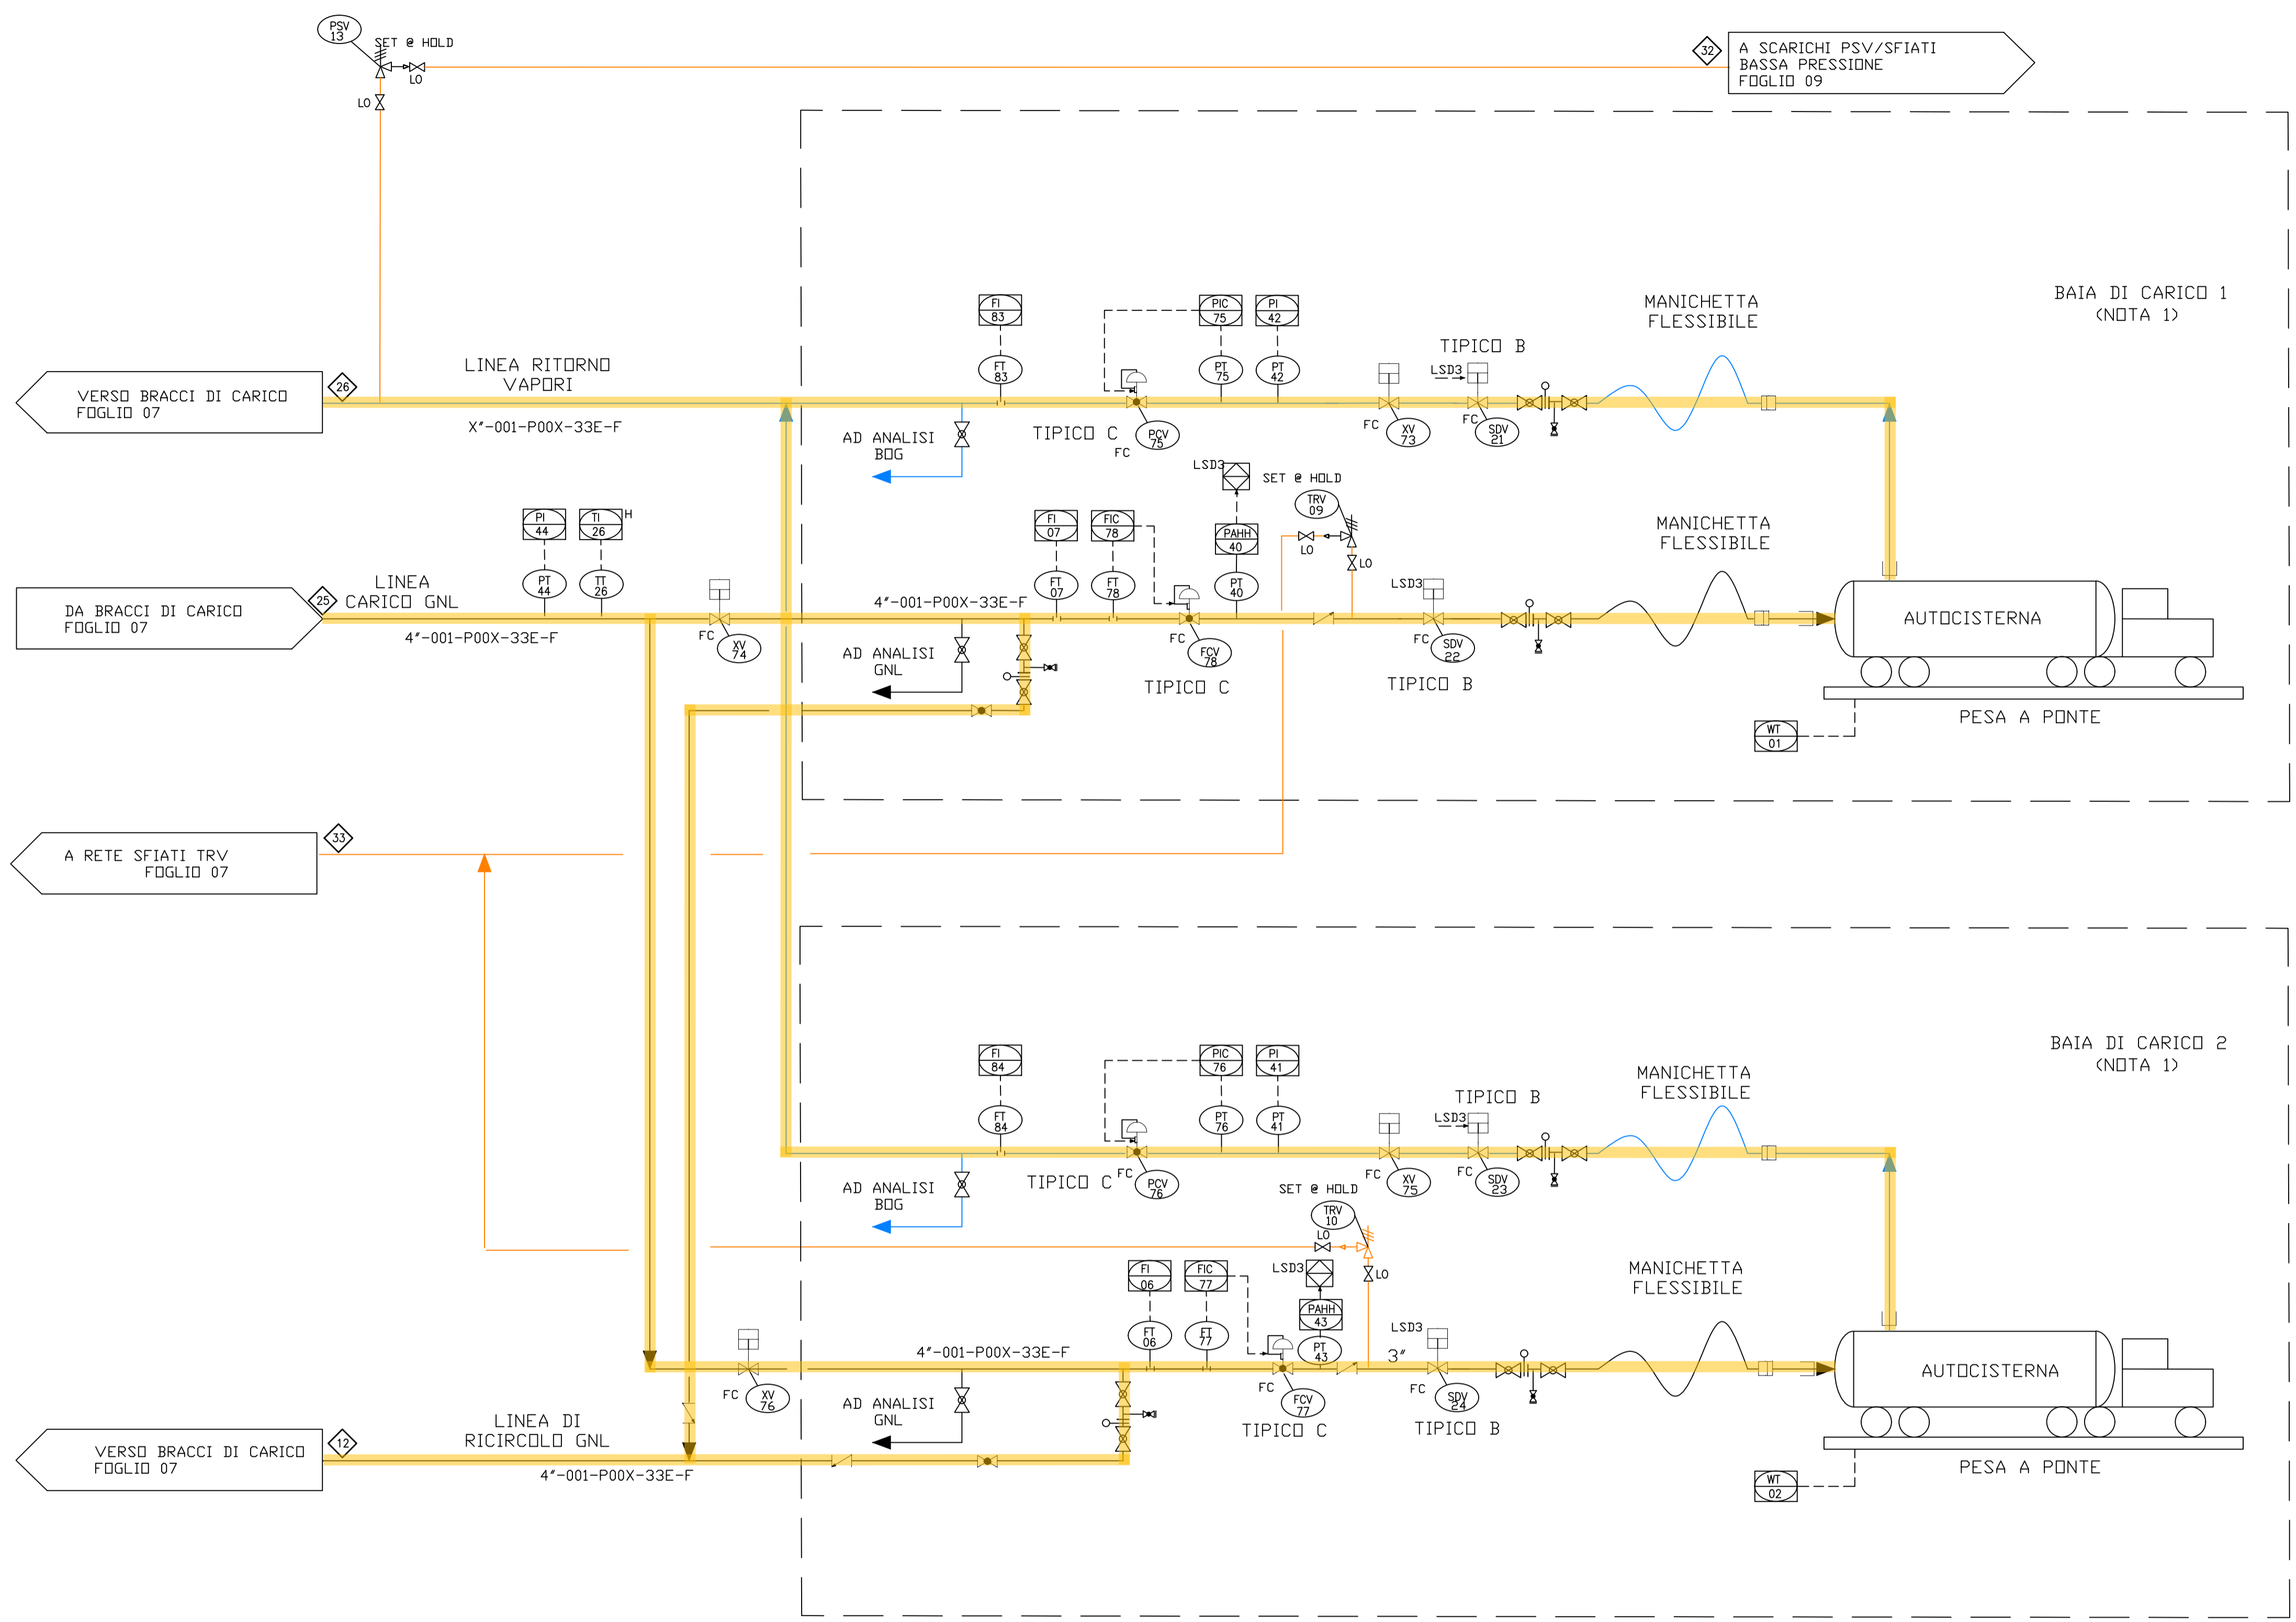 PSV
13
SET @ HOLD
LO
LO
32
A SCARICHI PSV/SFIATI
BASSA PRESSIONE
FOGLIO 09
BAIA DI CARICO 1
(NOTA 1)
MANICHETTA
FLESSIBILE
FI
83
PIC
75
PI
42
TIPICO B
LSD3
FT
83
PT
75
PT
42
LINEA RITORNO
VAPORI
26
VERSO BRACCI DI CARICO
FOGLIO 07
X"-001-P00X-33E-F
AD ANALISI
BOG
TIPICO C
FC
PCV
75
FC
XV
73
FC
SDV
21
LSD3
SET @ HOLD
TRV
09
LO
LO
PI
44
TI
26
H
FI
07
FIC
78
PAHH
40
MANICHETTA
FLESSIBILE
PT
44
TT
26
FT
07
FT
78
PT
40
LSD3
25
LINEA
CARICO GNL
DA BRACCI DI CARICO
FOGLIO 07
4"-001-P00X-33E-F
4"-001-P00X-33E-F
AUTOCISTERNA
FC
XV
74
AD ANALISI
GNL
FC
FCV
78
TIPICO C
FC
SDV
22
TIPICO B
PESA A PONTE
WT
01
33
A RETE SFIATI TRV
FOGLIO 07
BAIA DI CARICO 2
(NOTA 1)
MANICHETTA
FLESSIBILE
FI
84
PIC
76
PI
41
TIPICO B
LSD3
FT
84
PT
76
PT
41
AD ANALISI
BOG
TIPICO C
FC
PCV
76
FC
XV
75
FC
SDV
23
SET @ HOLD
TRV
10
LO
LO
FI
06
FIC
77
LSD3
PAHH
43
MANICHETTA
FLESSIBILE
FT
06
FT
77
PT
43
LSD3
3"
4"-001-P00X-33E-F
AUTOCISTERNA
FC
XV
76
AD ANALISI
GNL
FC
FCV
77
TIPICO C
FC
SDV
24
TIPICO B
LINEA DI
RICIRCOLO GNL
12
VERSO BRACCI DI CARICO
FOGLIO 07
4"-001-P00X-33E-F
PESA A PONTE
WT
02